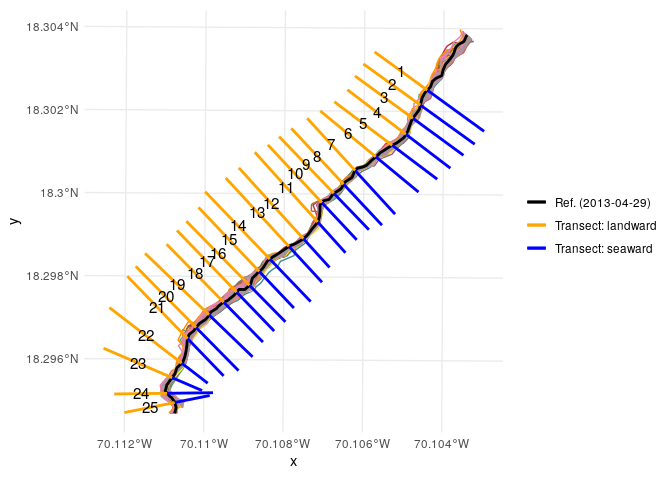 18.304°N
18.302°N
18.3°N
18.298°N
18.296°N
y
1
2
3
4
5
6
7
8
9
10
11
12
13
14
15
16
17
18
19
20
21
22
23
24
25
70.112°W 70.11°W 70.108°W 70.106°W 70.104°W
x
Ref. (2013-04-29)
Transect: landward
Transect: seaward